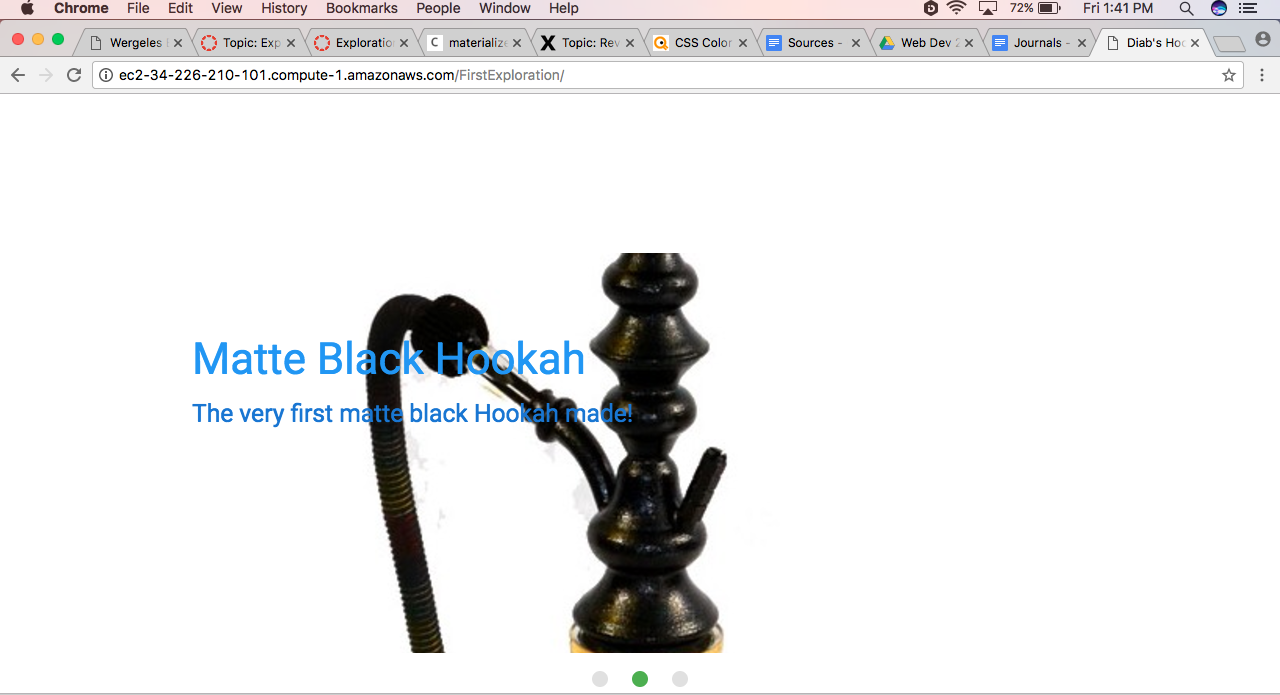 Chrome File Edit View History Bookmarks People Window Help 72% Fri 1:41 PM
Wergeles Topic: Exp Exploratio C materialize X Topic: Rev CSS Color Sources - Web Dev 2 Journals - Diab's Hoo
ec2-34-226-210-101.compute-1.amazonaws.com/FirstExploration/
Matte Black Hookah
The very first matte black Hookah made!